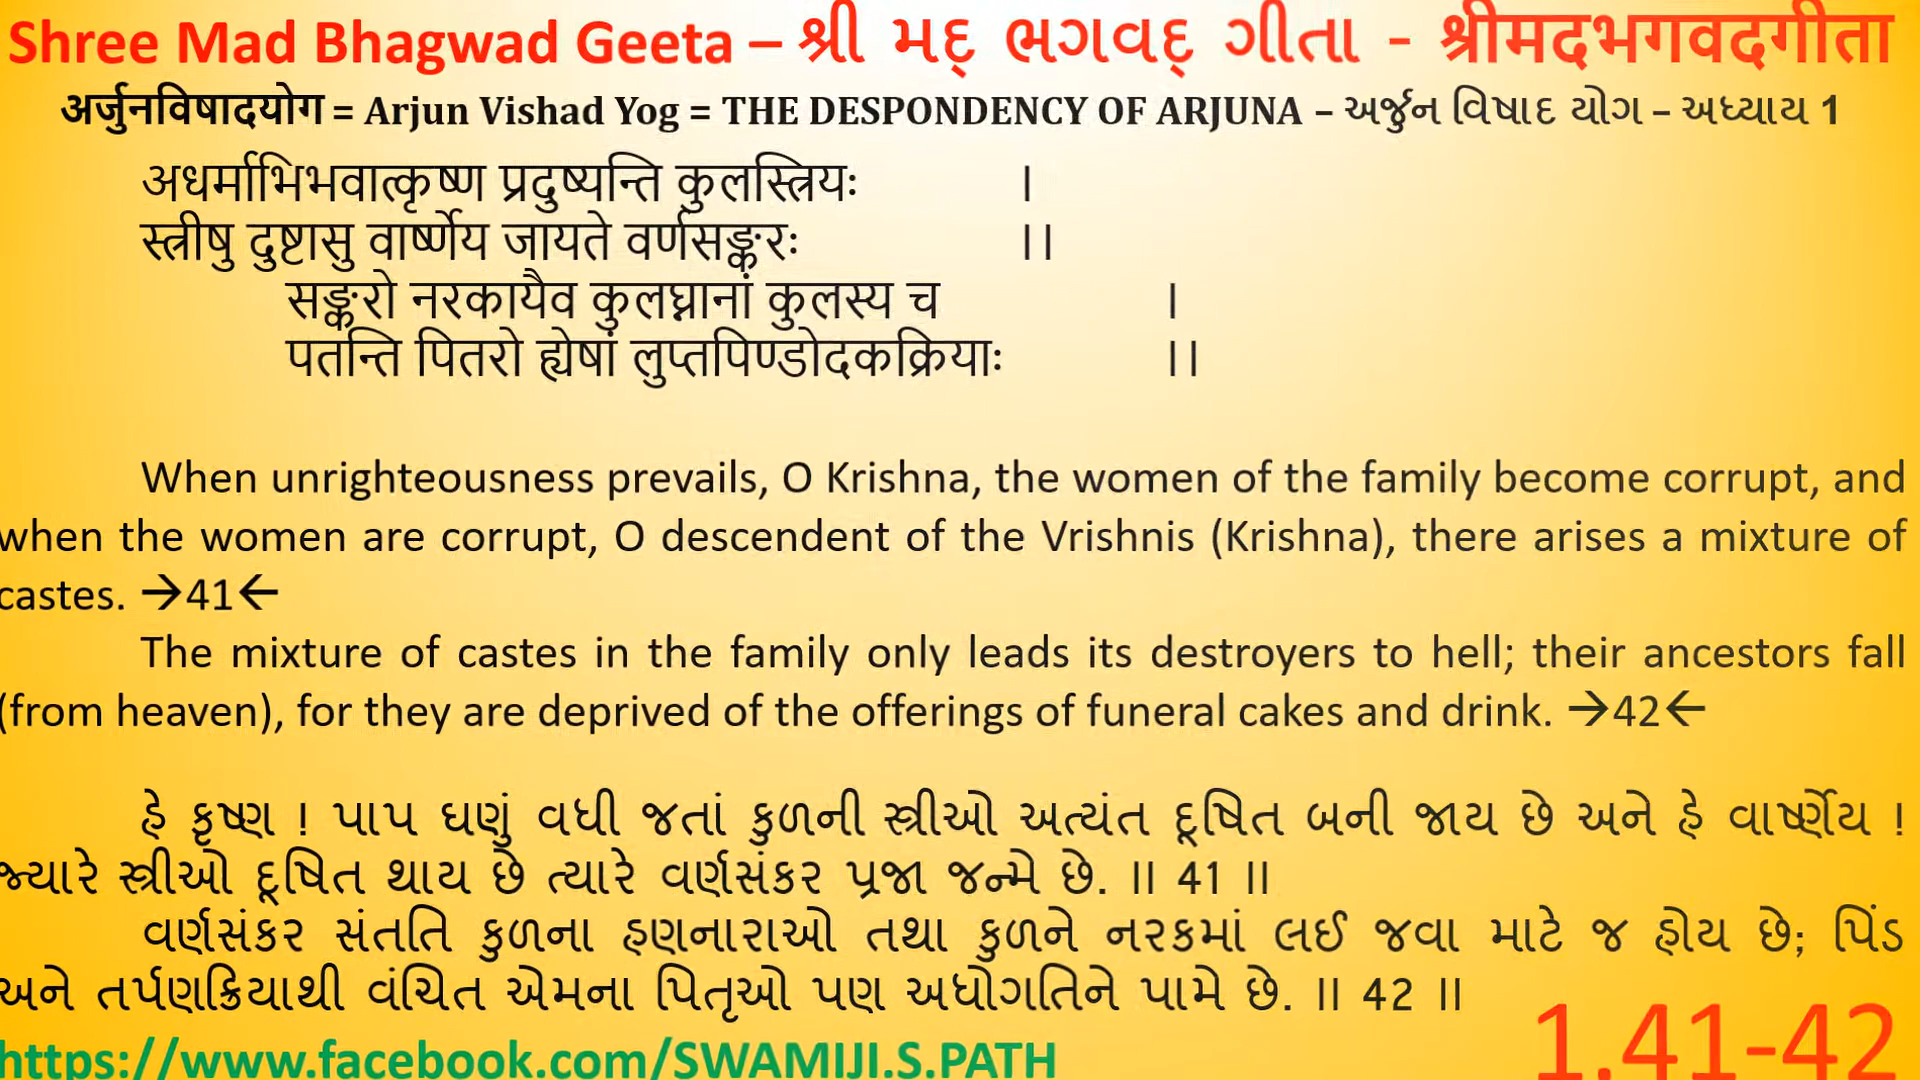 Shree Mad Bhagwad Geeta – શ્રી મદ્ ભગવદ્ ગીતા - श्रीमदभगवदगीता
अर्जुनविषादयोग = Arjun Vishad Yog = THE DESPONDENCY OF ARJUNA – અર્જુન વિષાદ યોગ – અધ્યાય 1
अधर्माभिभवात्कृष्ण प्रदुष्यन्ति कुलस्त्रियः ।
स्त्रीषु दुष्टासु वार्ष्णेय जायते वर्णसङ्करः ।।
सङ्करो नरकायैव कुलघ्नानां कुलस्य च ।
पतन्ति पितरो ह्येषां लुप्तपिण्डोदकक्रियाः ।।
When unrighteousness prevails, O Krishna, the women of the family become corrupt, and
when the women are corrupt, O descendent of the Vrishnis (Krishna), there arises a mixture of
castes. →41←
The mixture of castes in the family only leads its destroyers to hell; their ancestors fall
(from heaven), for they are deprived of the offerings of funeral cakes and drink. →42←
હે કૃષ્ણ ! પાપ ઘણું વધી જતાં કુળની સ્ત્રીઓ અત્યંત દૂષિત બની જાય છે અને હે વાર્ષ્ણેય !
જ્યારે સ્ત્રીઓ દૂષિત થાય છે ત્યારે વર્ણસંકર પ્રજા જન્મે છે. ।। 41 ।।
વર્ણસંકર સંતતિ કુળના હણનારાઓ તથા કુળને નરકમાં લઈ જવા માટે જ હોય છે; પિંડ
અને તર્પણક્રિયાથી વંચિત એમના પિતૃઓ પણ અધોગતિને પામે છે. ।। 42 ।।
https://www.facebook.com/SWAMIJI.S.PATH
1.41-42